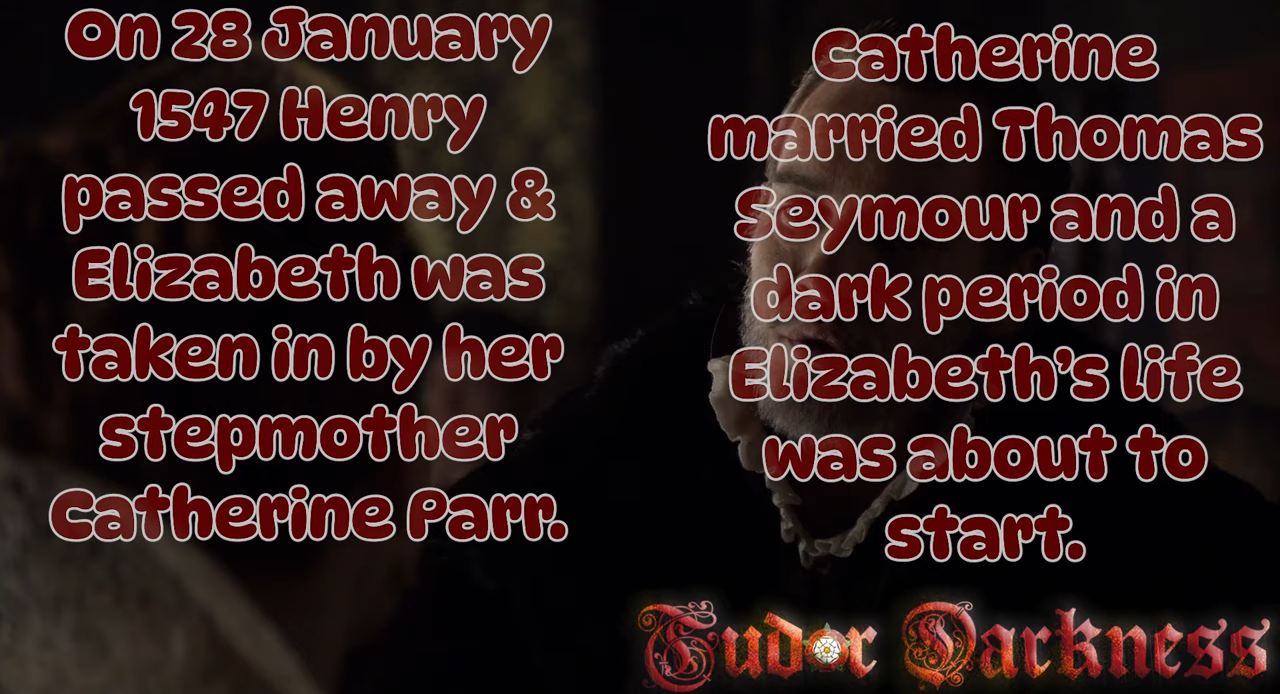 On 28 January
1547 Henry
passed away &
Elizabeth was
taken in by her
stepmother
Catherine Parr.
Catherine
married Thomas
Seymour and a
dark period in
Elizabeth’s life
was about to
start.
Tudor Darkness